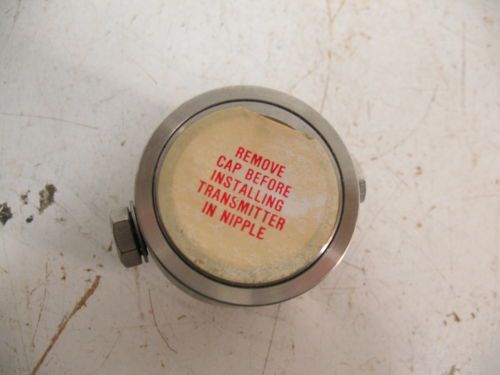 REMOVE
CAP BEFORE
INSTALLING
TRANSMITTER
IN NIPPLE